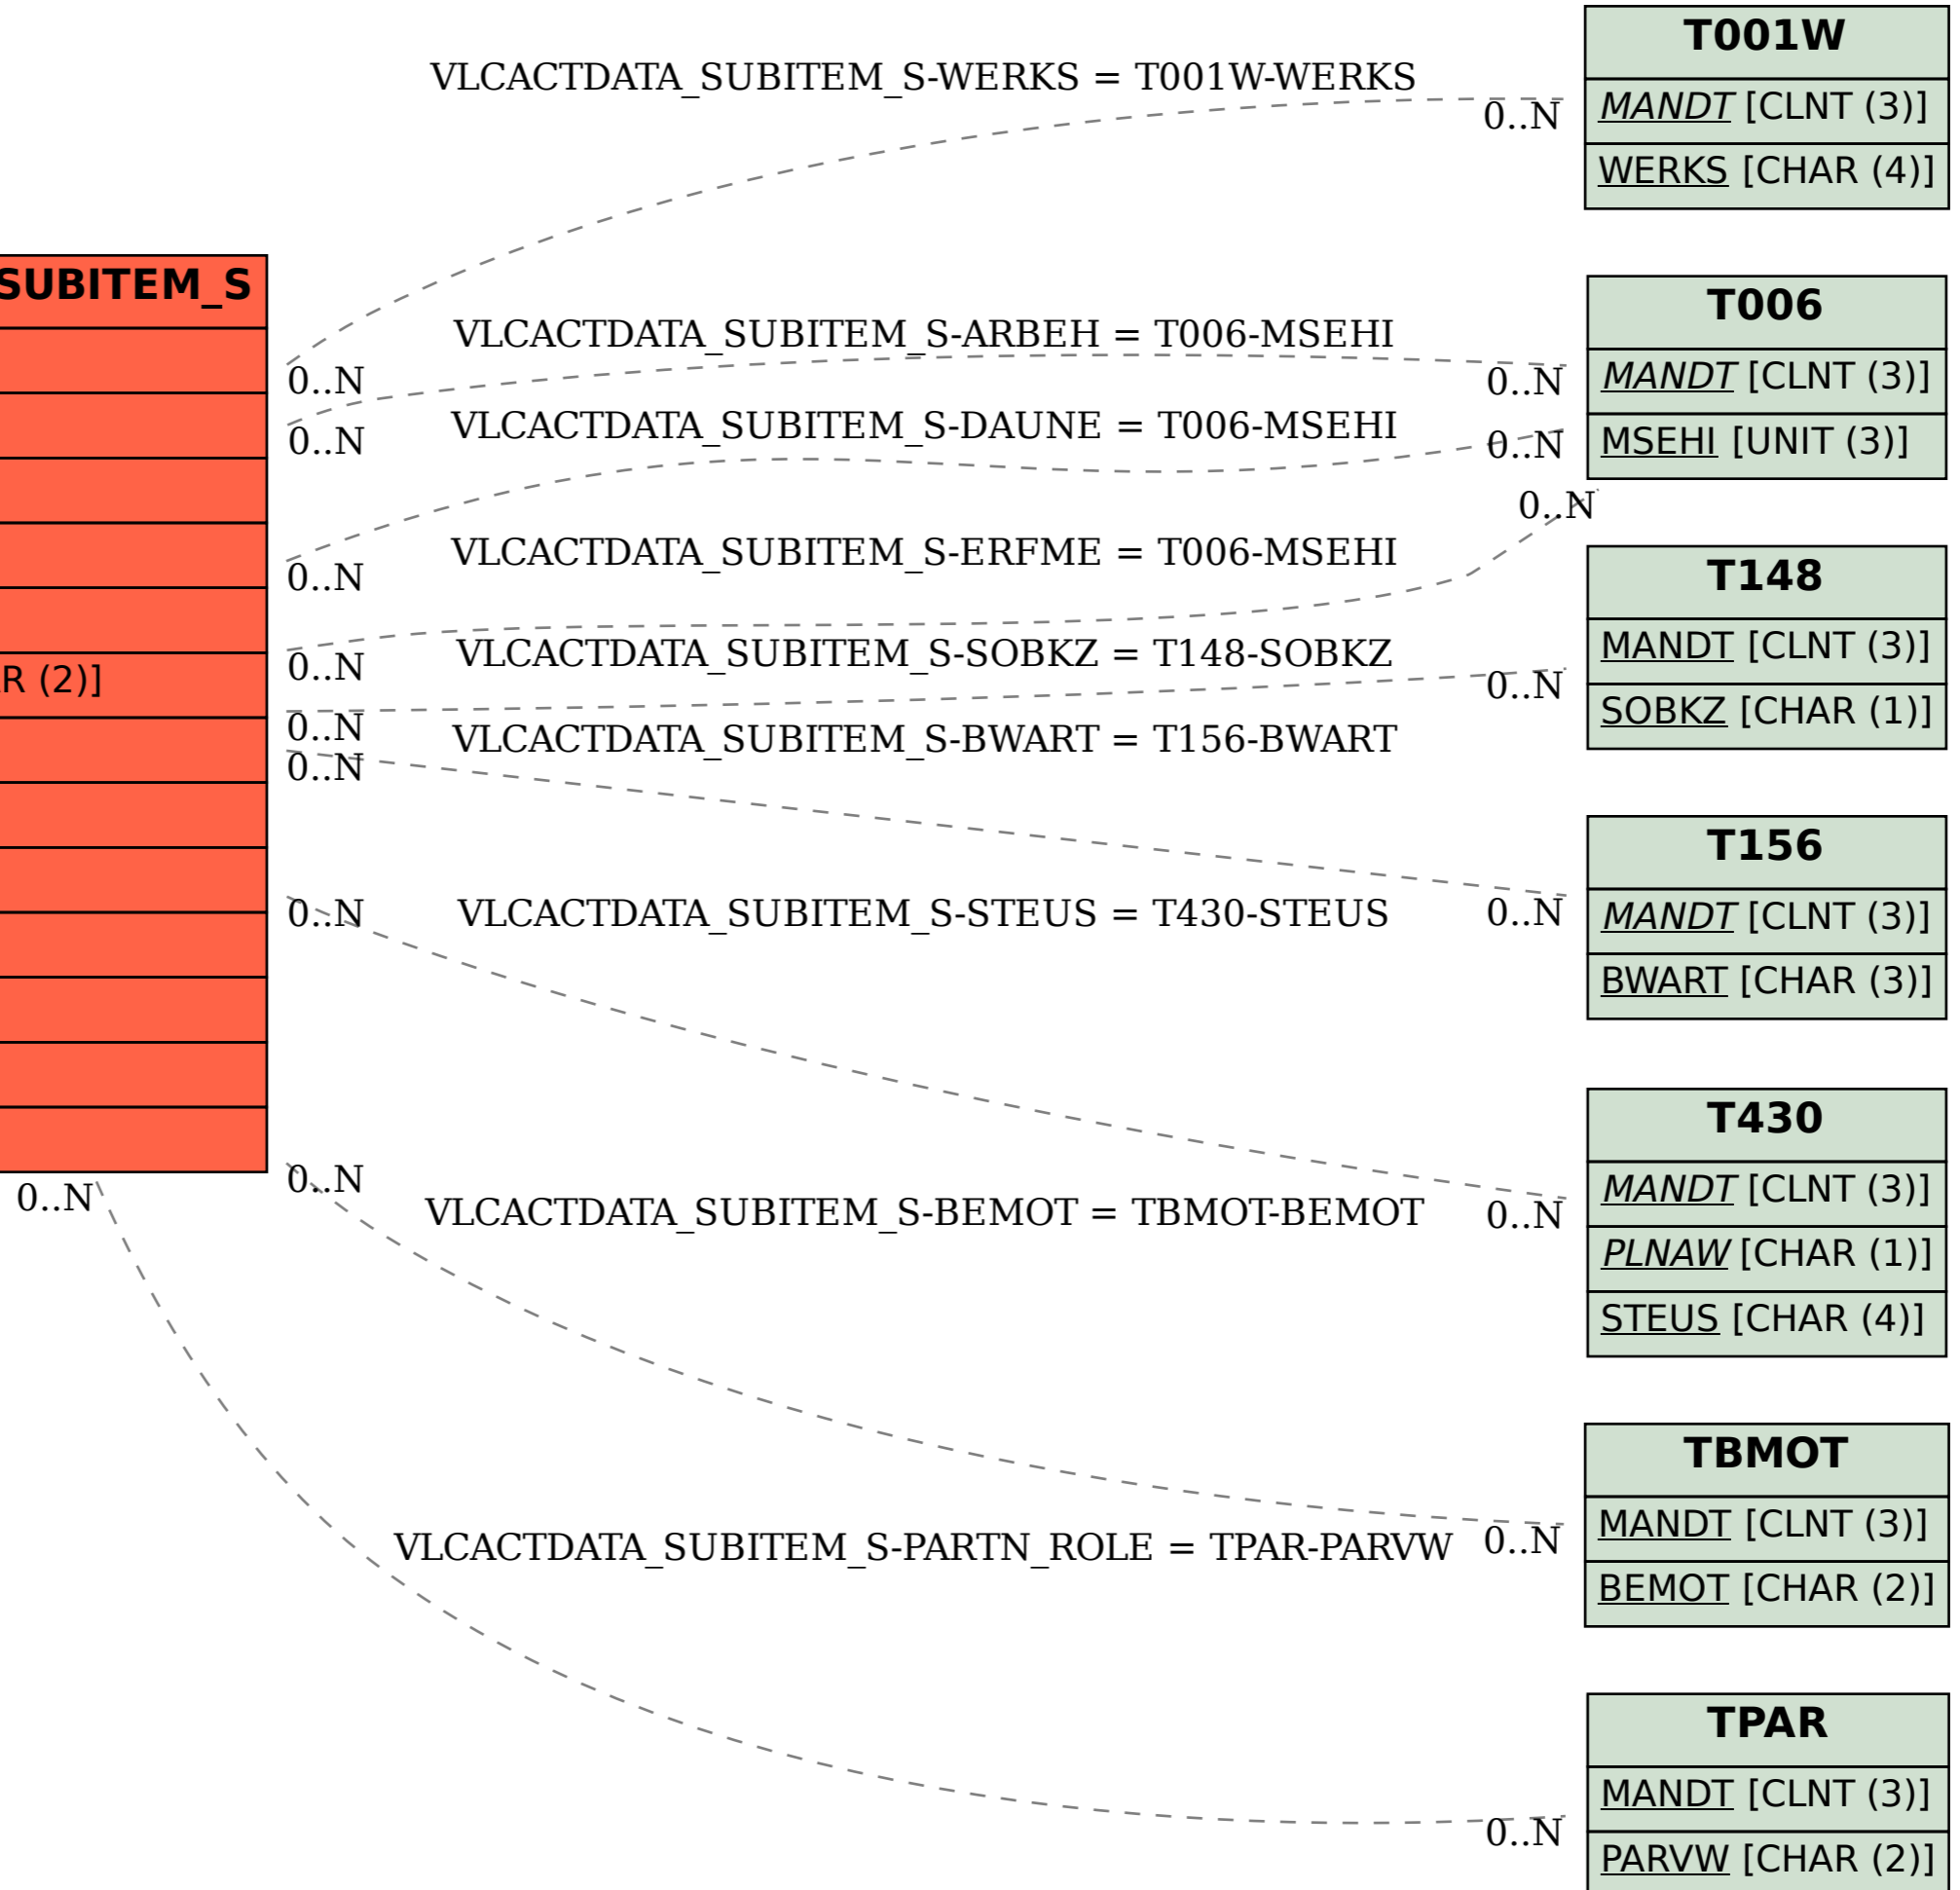 T001W
VLCACTDATA_SUBITEM_S-WERKS = T001W-WERKS
0..N
MANDT [CLNT (3)]
WERKS [CHAR (4)]
SUBITEM_S
T006
VLCACTDATA_SUBITEM_S-ARBEH = T006-MSEHI
0..N
0..N
MANDT [CLNT (3)]
0..N
VLCACTDATA_SUBITEM_S-DAUNE = T006-MSEHI
0..N
MSEHI [UNIT (3)]
0..N
VLCACTDATA_SUBITEM_S-ERFME = T006-MSEHI
0..N
T148
VLCACTDATA_SUBITEM_S-SOBKZ = T148-SOBKZ
MANDT [CLNT (3)]
0..N
R (2)]
0..N
SOBKZ [CHAR (1)]
0..N
VLCACTDATA_SUBITEM_S-BWART = T156-BWART
0..N
T156
0..N
VLCACTDATA_SUBITEM_S-STEUS = T430-STEUS
0..N
MANDT [CLNT (3)]
BWART [CHAR (3)]
T430
0..N
0..N
MANDT [CLNT (3)]
VLCACTDATA_SUBITEM_S-BEMOT = TBMOT-BEMOT
0..N
PLNAW [CHAR (1)]
STEUS [CHAR (4)]
TBMOT
MANDT [CLNT (3)]
VLCACTDATA_SUBITEM_S-PARTN_ROLE = TPAR-PARVW
0..N
BEMOT [CHAR (2)]
TPAR
MANDT [CLNT (3)]
0..N
PARVW [CHAR (2)]